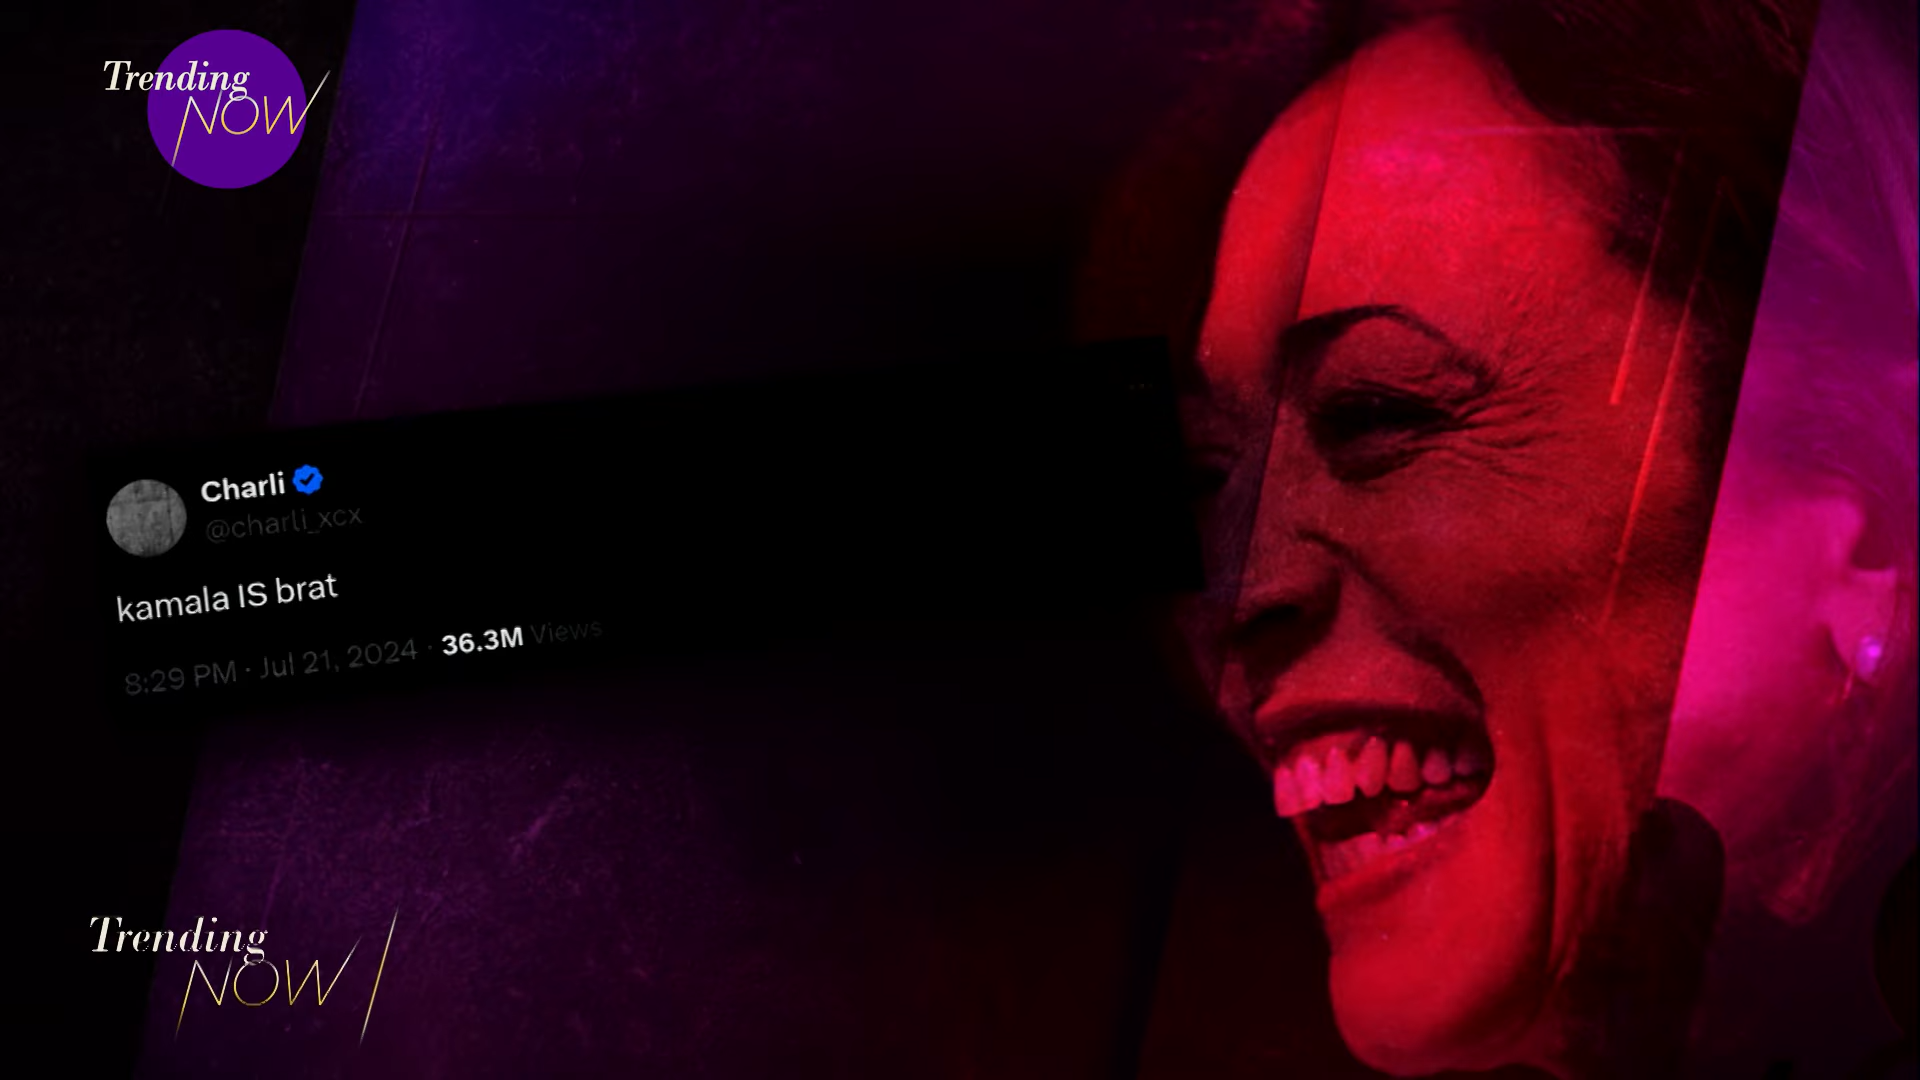 Trending
NOW
Charli
@charli_xcx
kamala IS brat
8:29 PM · Jul 21, 2024 · 36.3M Views
Trending
NOW